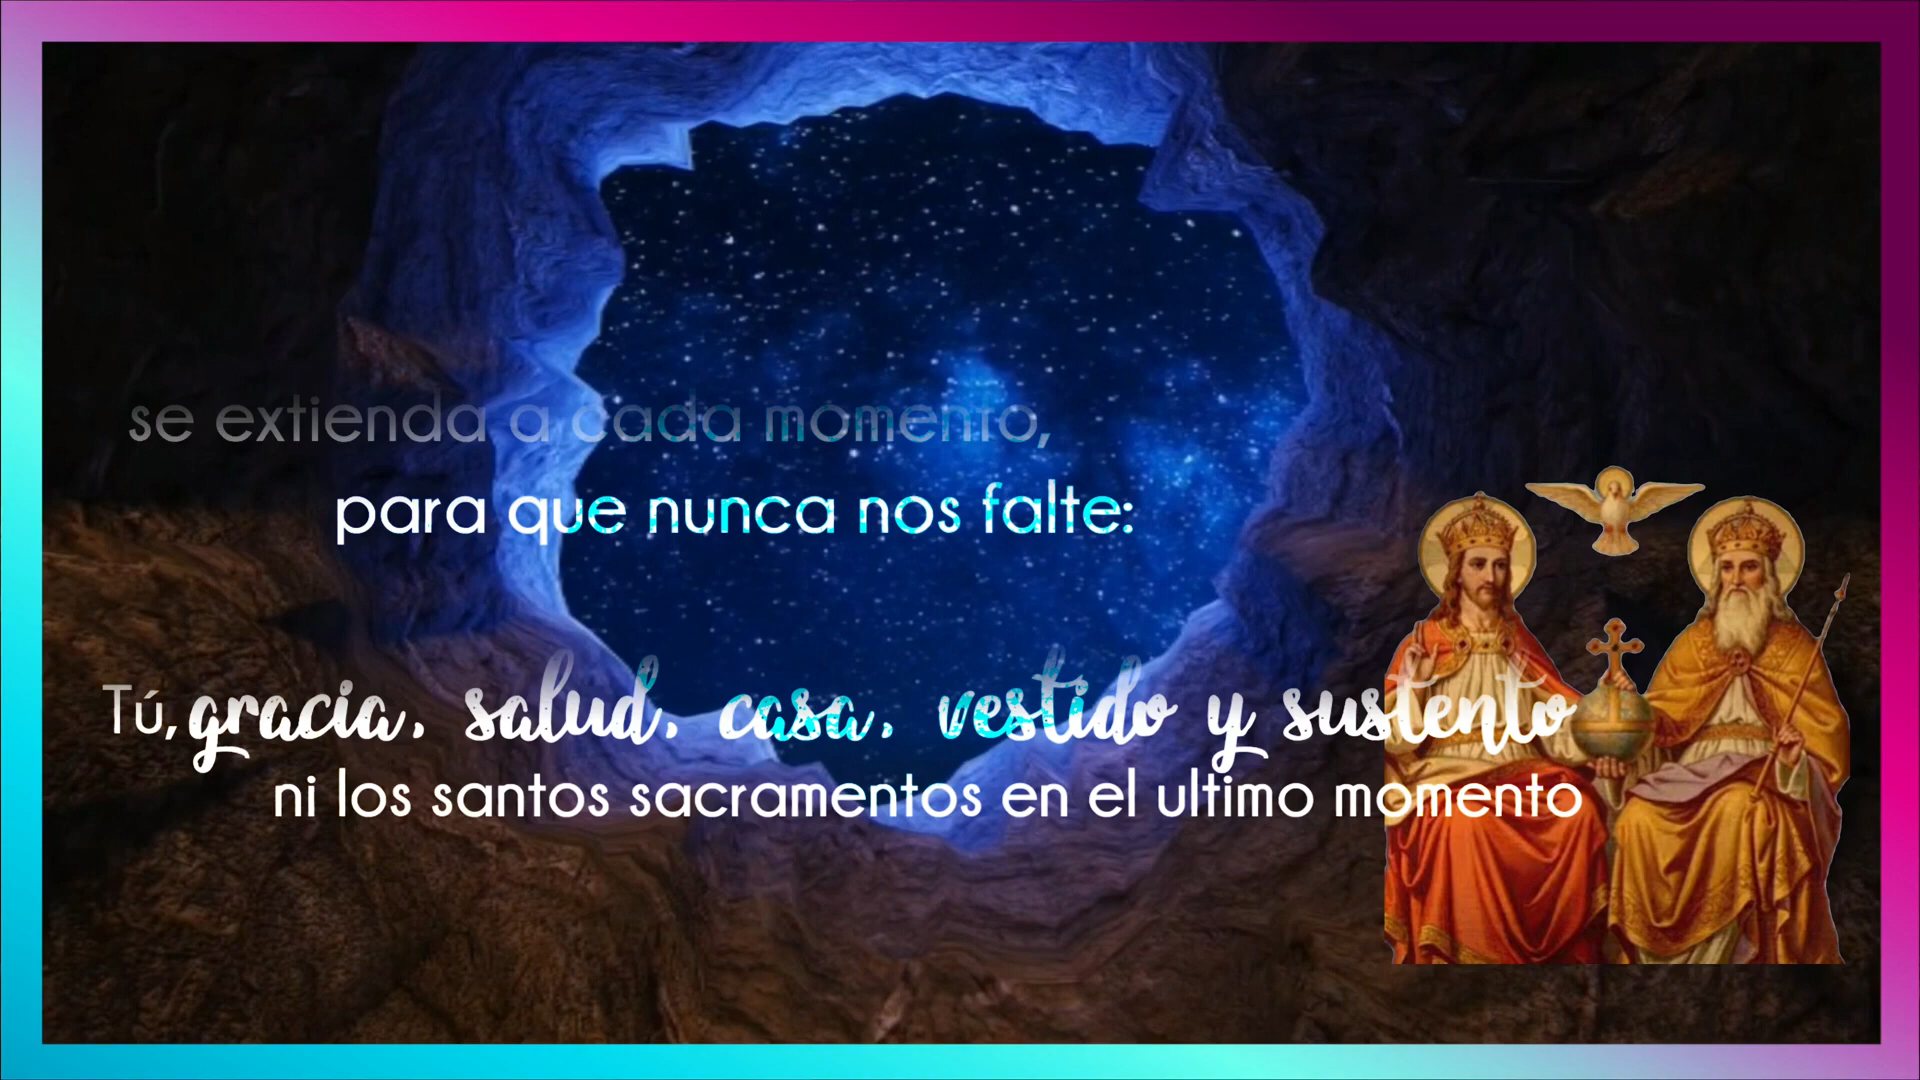 se extienda a cada momento,
para que nunca nos falte:
Tú, gracia, salud, casa, vestido y sustento
ni los santos sacramentos en el ultimo momento